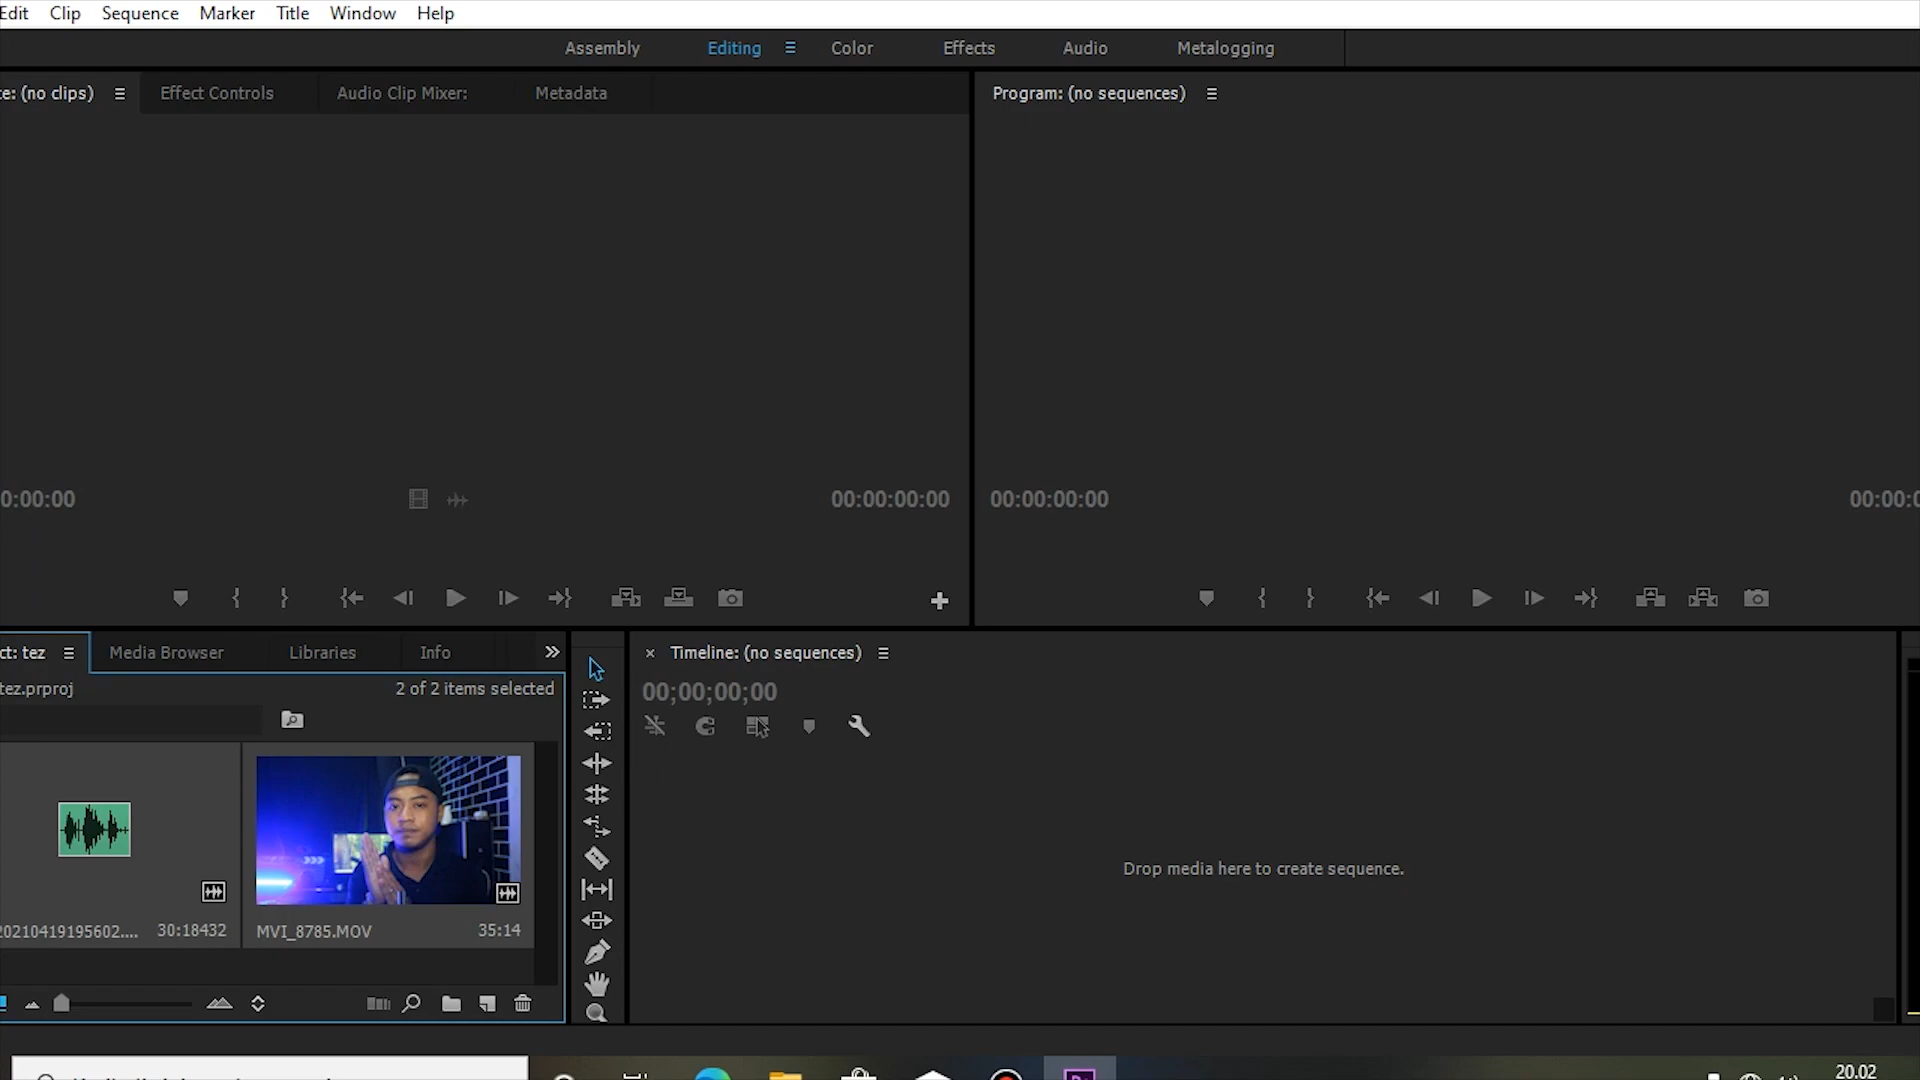 Edit Clip Sequence Marker Title Window Help
Assembly Editing Color Effects Audio Metalogging
(no clips) Effect Controls Audio Clip Mixer: Metadata
Program: (no sequences)
0:00:00 00:00:00:00 00:00:00:00 00:00:0
ct: tez Media Browser Libraries Info
Timeline: (no sequences)
tez.prproj 2 of 2 items selected
00;00;00;00
Drop media here to create sequence.
20210419195602.... 30:18432 MVI_8785.MOV 35:14
20.02